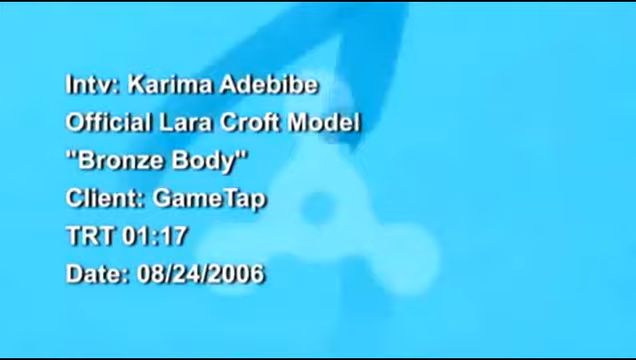 Intv: Karima Adebibe
Official Lara Croft Model
"Bronze Body"
Client: GameTap
TRT 01:17
Date: 08/24/2006